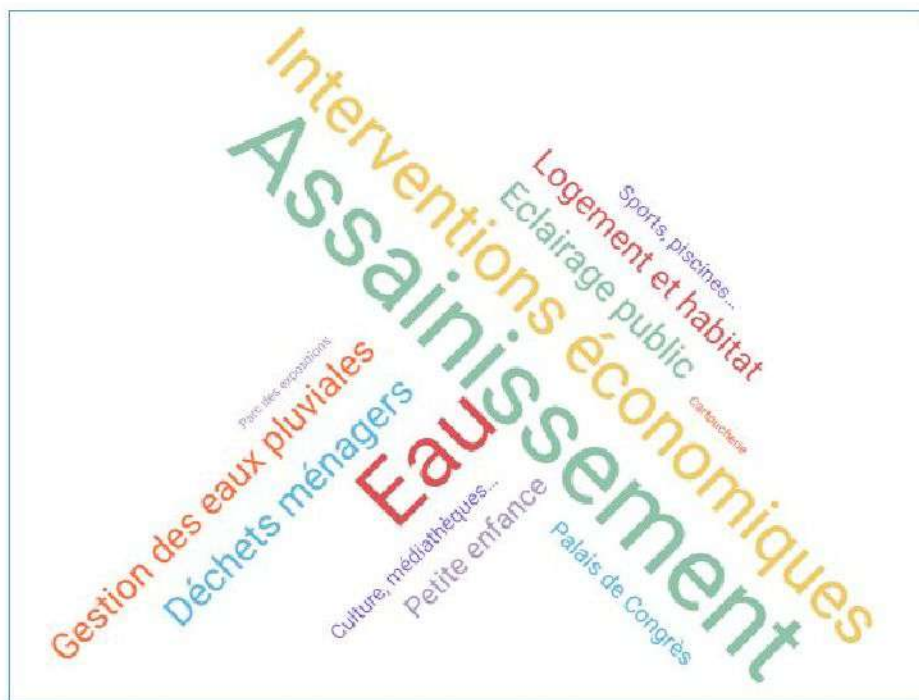 Interventions économiques
Assainissement
Logement et habitat
Sports, piscines...
Eclairage public
Cartoucherie
Parc des expositions
Gestion des eaux pluviales
Déchets ménagers
Eau
Culture, médiathèques...
Petite enfance
Palais de Congrès